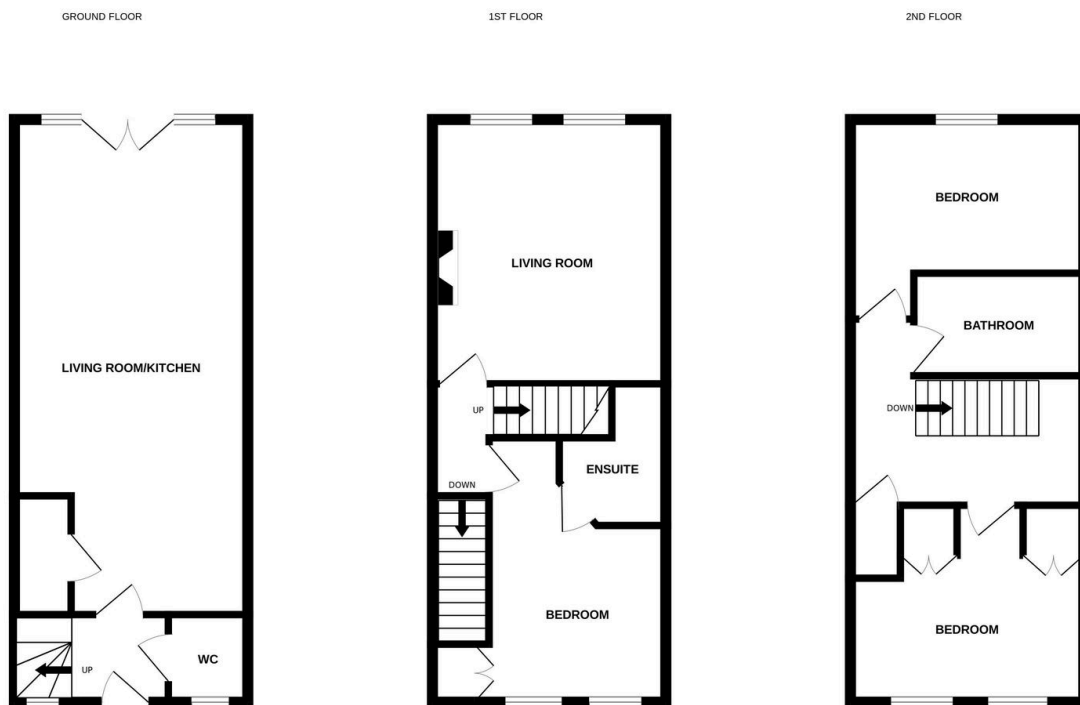 GROUND FLOOR
LIVING ROOM/KITCHEN
UP
WC
1ST FLOOR
LIVING ROOM
UP
ENSUITE
DOWN
BEDROOM
2ND FLOOR
BEDROOM
BATHROOM
DOWN
BEDROOM